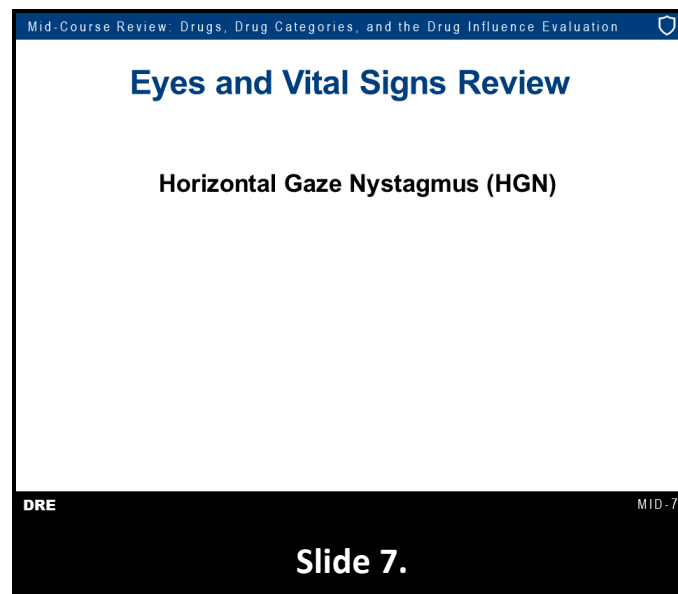 Mid-Course Review: Drugs, Drug Categories, and the Drug Influence Evaluation
Eyes and Vital Signs Review
Horizontal Gaze Nystagmus (HGN)
DRE
MID-7
Slide 7.